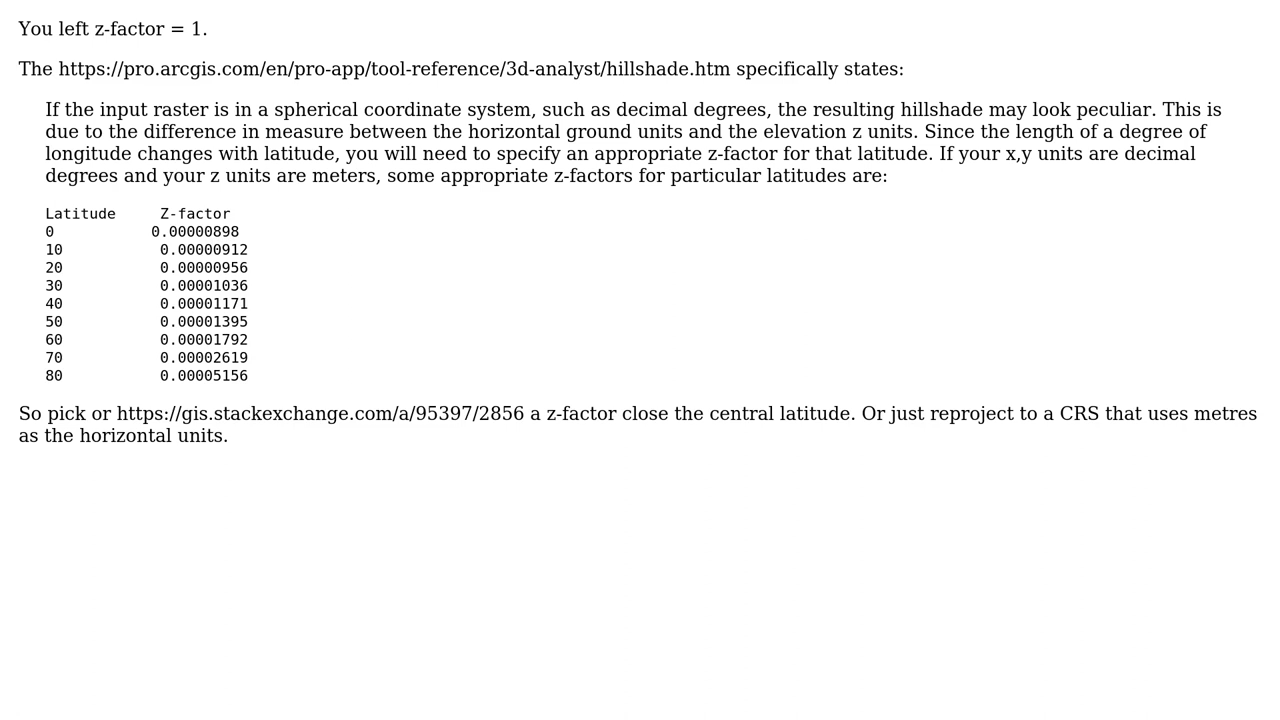 You left z-factor = 1.
The https://pro.arcgis.com/en/pro-app/tool-reference/3d-analyst/hillshade.htm specifically states:
If the input raster is in a spherical coordinate system, such as decimal degrees, the resulting hillshade may look peculiar. This is
due to the difference in measure between the horizontal ground units and the elevation z units. Since the length of a degree of
longitude changes with latitude, you will need to specify an appropriate z-factor for that latitude. If your x,y units are decimal
degrees and your z units are meters, some appropriate z-factors for particular latitudes are:
Latitude     Z-factor
0           0.00000898
10           0.00000912
20           0.00000956
30           0.00001036
40           0.00001171
50           0.00001395
60           0.00001792
70           0.00002619
80           0.00005156
So pick or https://gis.stackexchange.com/a/95397/2856 a z-factor close the central latitude. Or just reproject to a CRS that uses metres
as the horizontal units.